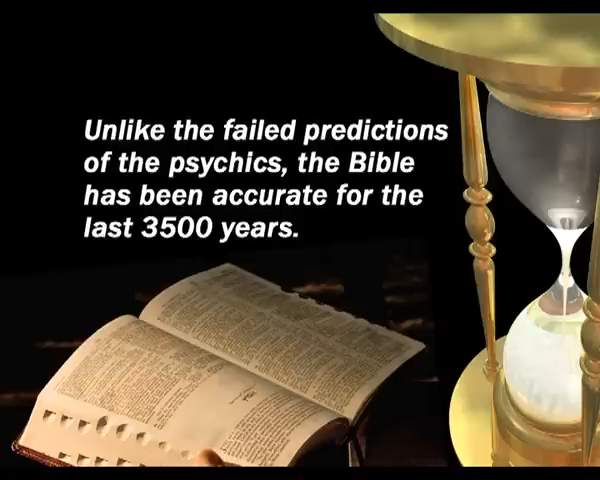 Unlike the failed predictions
of the psychics, the Bible
has been accurate for the
last 3500 years.